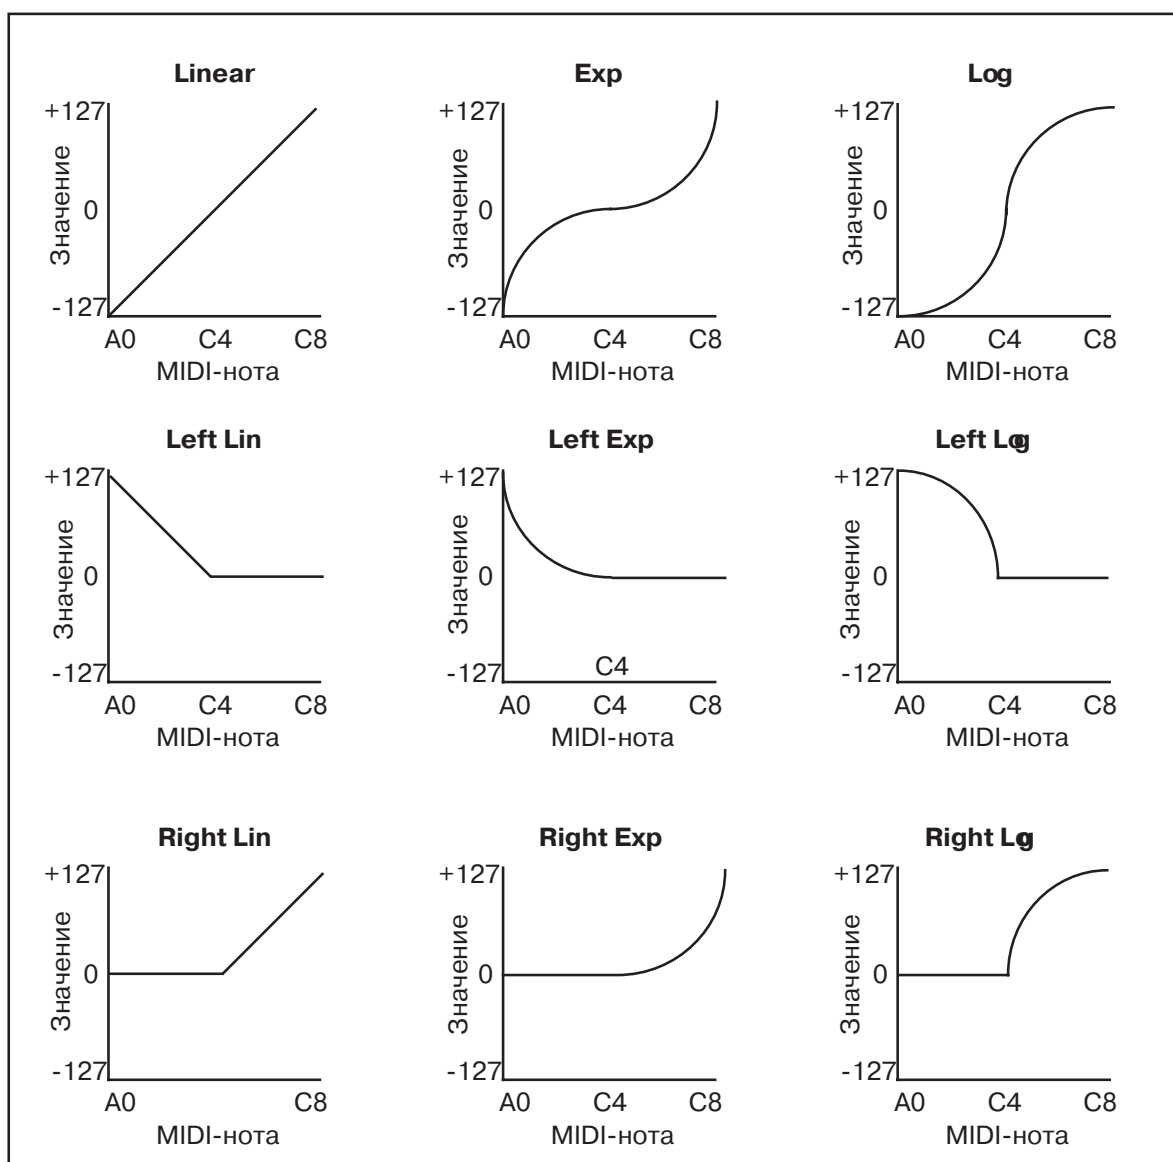 Linear
+127
Значение
0
-127
A0 C4 C8
MIDI-нота
Exp
+127
Значение
0
-127
A0 C4 C8
MIDI-нота
Log
+127
Значение
0
-127
A0 C4 C8
MIDI-нота
Left Lin
+127
Значение
0
-127
A0 C4 C8
MIDI-нота
Left Exp
+127
Значение
0
C4
-127
A0 C4 C8
MIDI-нота
Left Log
+127
Значение
0
-127
A0 C4 C8
MIDI-нота
Right Lin
+127
Значение
0
-127
A0 C8
MIDI-нота
Right Exp
+127
Значение
0
-127
A0 C4 C8
MIDI-нота
Right Log
+127
Значение
0
-127
A0 C4 C8
MIDI-нота